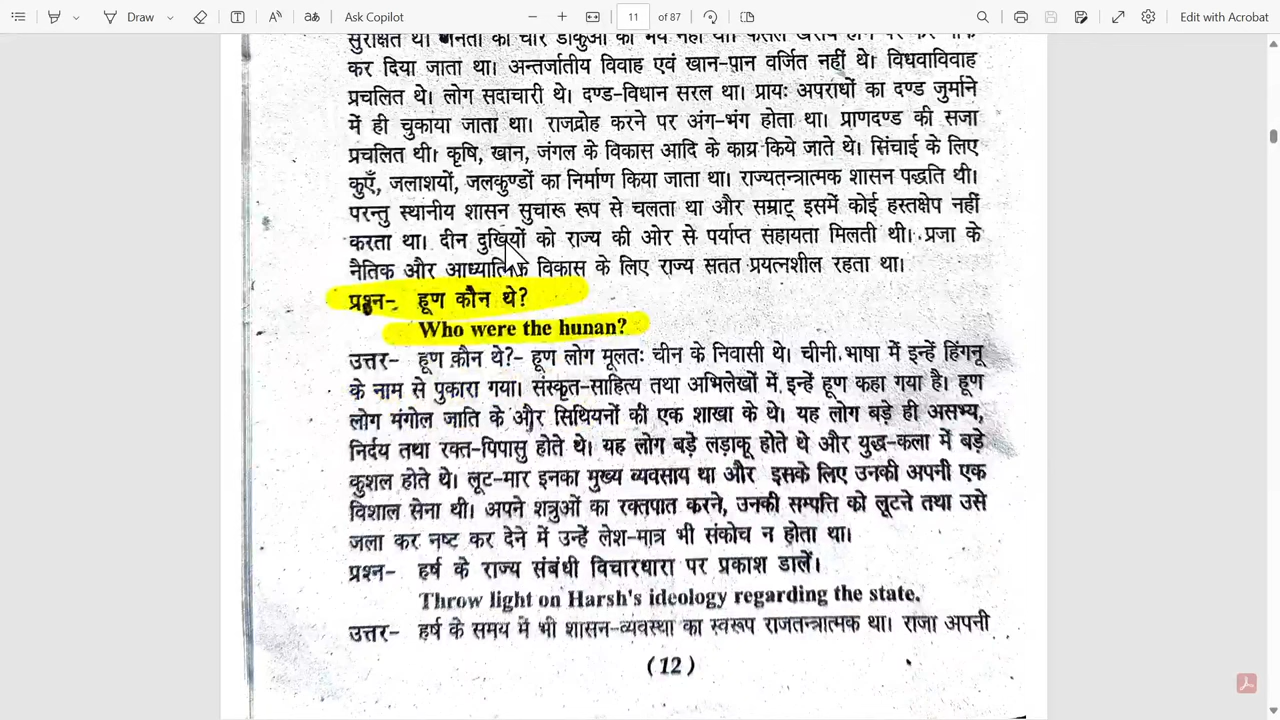 Draw
Ask Copilot
11 of 87
Edit with Acrobat
सुरक्षित थी। जनता को चोर डाकुओं का भय नहीं था।
कर दिया जाता था। अन्तर्जातीय विवाह एवं खान-पान वर्जित नहीं थे। विधवाविवाह
प्रचलित थे। लोग सदाचारी थे। दण्ड-विधान सरल था। प्रायः अपराधों का दण्ड जुर्माने
में ही चुकाया जाता था। राजद्रोह करने पर अंग-भंग होता था। प्राणदण्ड की सजा
प्रचलित थी। कृषि, खान, जंगल के विकास आदि के काय्र किये जाते थे। सिंचाई के लिए
कुएँ, जलाशयों, जलकुण्डों का निर्माण किया जाता था। राज्यतन्त्रात्मक शासन पद्धति थी।
परन्तु स्थानीय शासन सुचारू रूप से चलता था और सम्राट् इसमें कोई हस्तक्षेप नहीं
करता था। दीन दुखियों को राज्य की ओर से पर्याप्त सहायता मिलती थी। प्रजा के
नैतिक और आध्यात्मिक विकास के लिए राज्य सतत प्रयत्नशील रहता था।
प्रश्न- हूण कौन थे?
Who were the hunan?
उत्तर- हूण कौन थे?- हूण लोग मूलतः चीन के निवासी थे। चीनी भाषा में इन्हें हिंगनू
के नाम से पुकारा गया। संस्कृत-साहित्य तथा अभिलेखों में इन्हें हूण कहा गया है। हूण
लोग मंगोल जाति के और सिथियनों की एक शाखा के थे। यह लोग बड़े ही असभ्य,
निर्दय तथा रक्त-पिपासु होते थे। यह लोग बड़े लड़ाकू होते थे और युद्ध-कला में बड़े
कुशल होते थे। लूट-मार इनका मुख्य व्यवसाय था और इसके लिए उनकी अपनी एक
विशाल सेना थी। अपने शत्रुओं का रक्तपात करने, उनकी सम्पत्ति को लूटने तथा उसे
जला कर नष्ट कर देने में उन्हें लेश-मात्र भी संकोच न होता था।
प्रश्न- हर्ष के राज्य संबंधी विचारधारा पर प्रकाश डालें।
Throw light on Harsh's ideology regarding the state.
उत्तर- हर्ष के समय में भी शासन-व्यवस्था का स्वरूप राजतन्त्रात्मक था। राजा अपनी
(12)